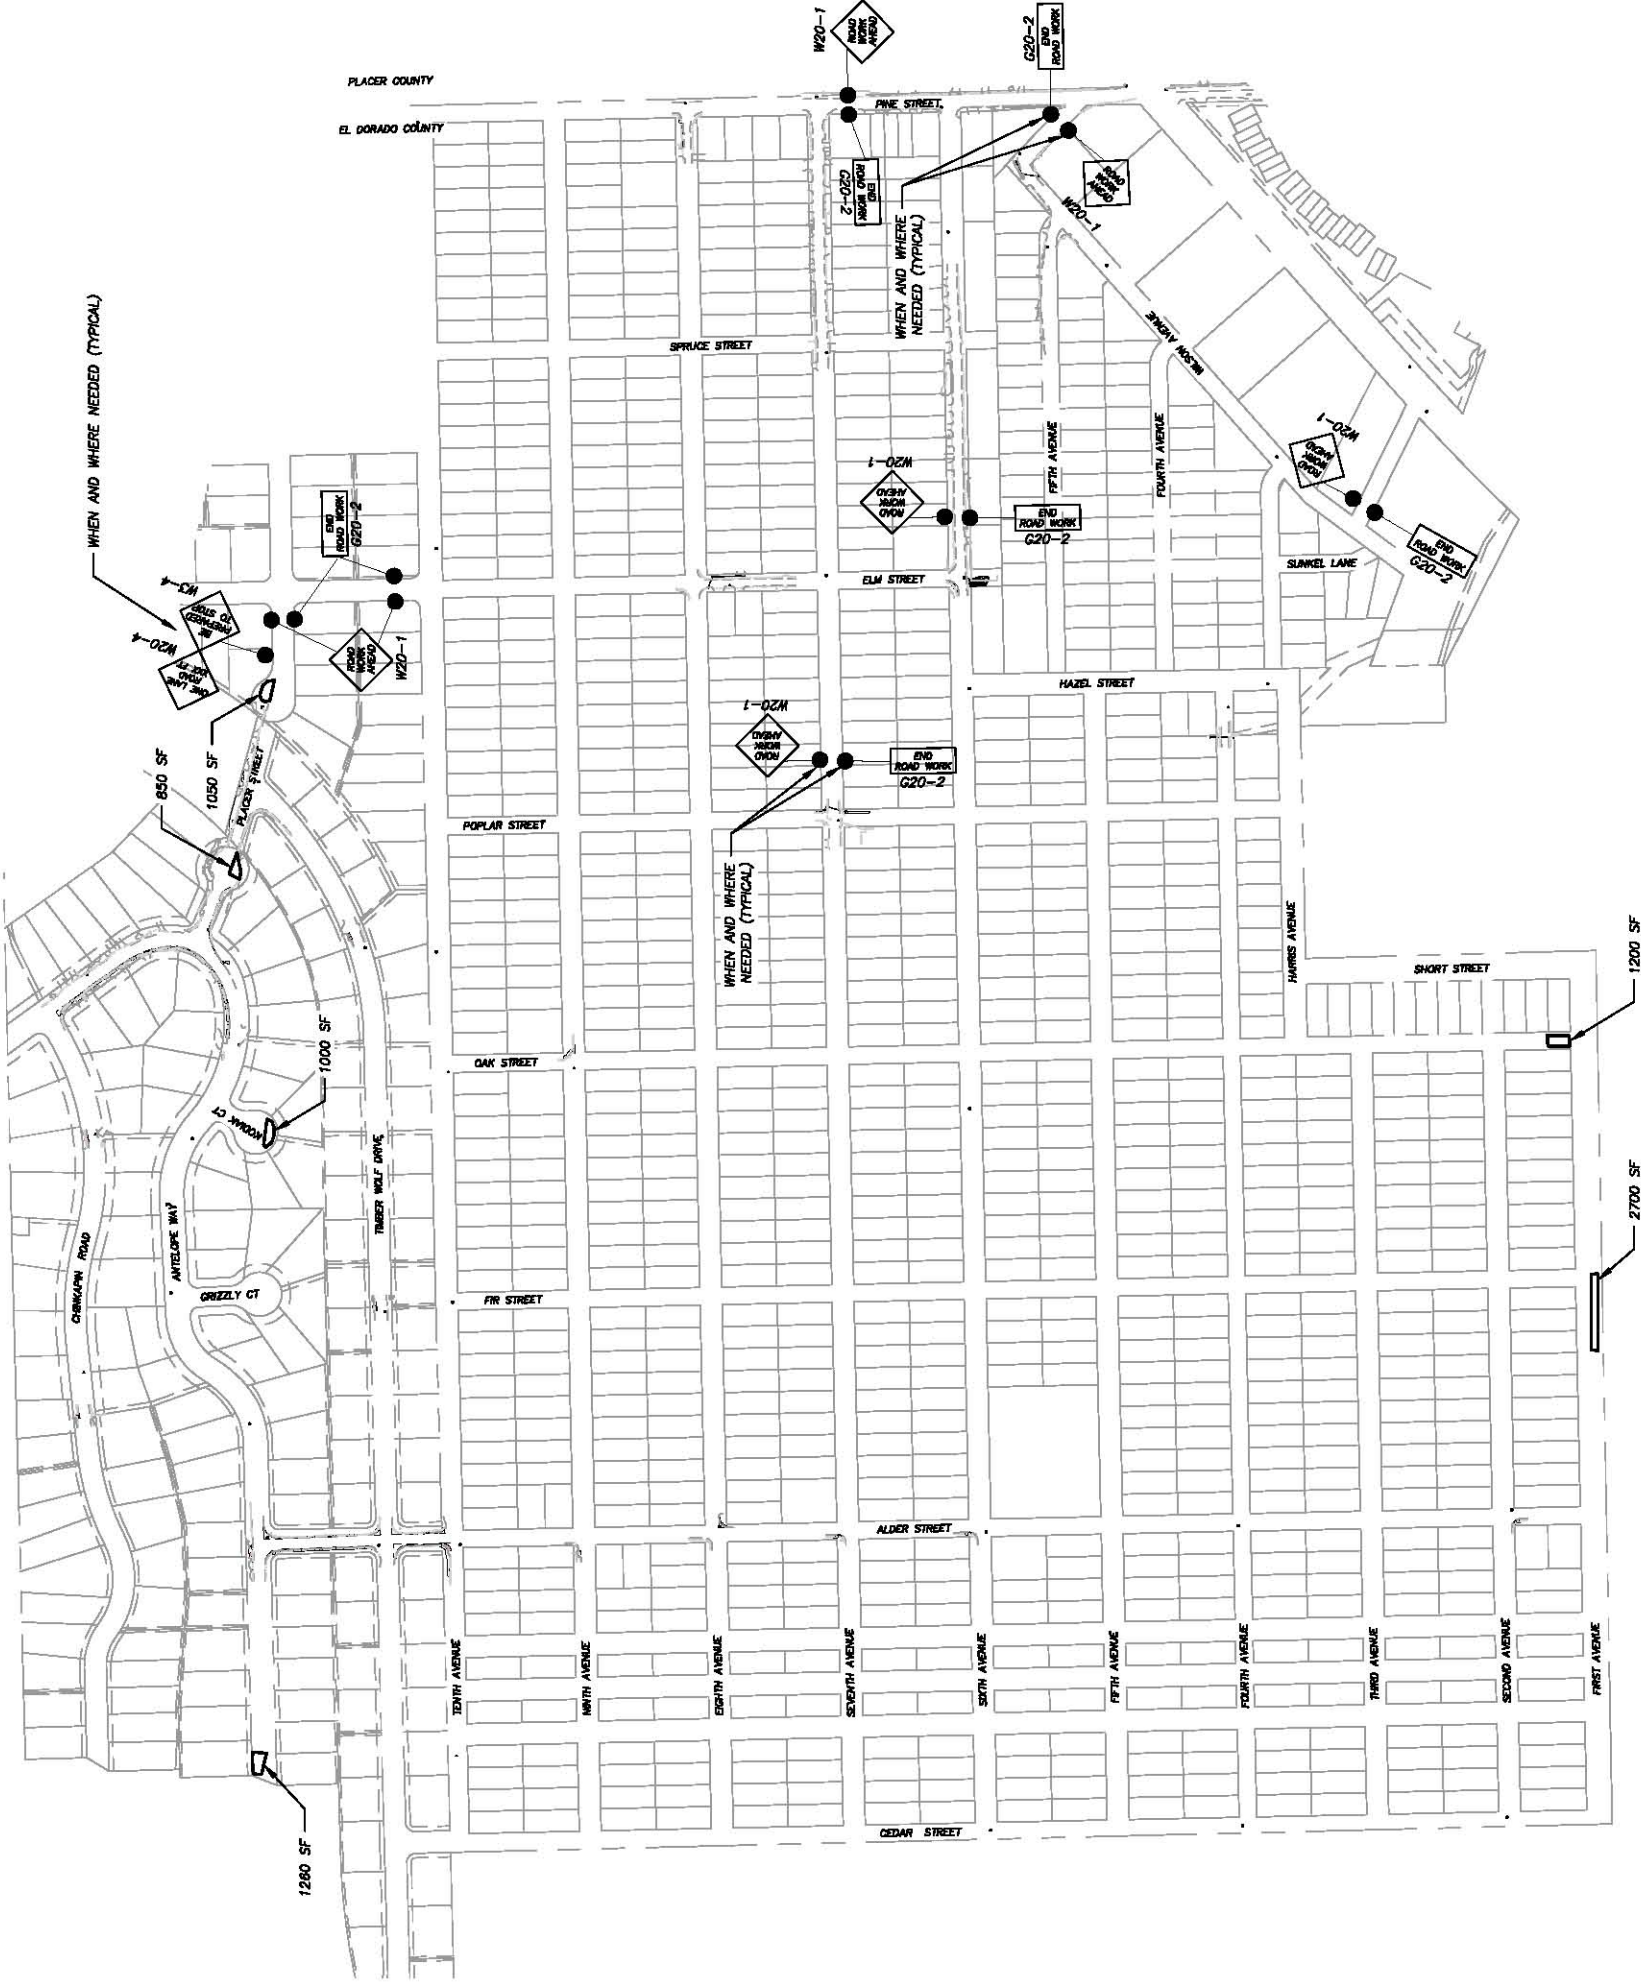 W20-1
ROAD
WORK
AHEAD
G20-2
END
ROAD WORK
PLACER COUNTY
PINE STREET
EL DORADO COUNTY
END
ROAD WORK
G20-2
ROAD
WORK
AHEAD
W20-1
WHEN AND WHERE
NEEDED (TYPICAL)
WHEN AND WHERE NEEDED (TYPICAL)
SPRUCE STREET
WILSON AVENUE
FIFTH AVENUE
FOURTH AVENUE
W20-1
ROAD
WORK
AHEAD
W20-1
ROAD
WORK
AHEAD
END
ROAD WORK
G20-2
END
ROAD WORK
G20-2
END
ROAD WORK
G20-2
ELM STREET
SUNKEL LANE
W3-4
BE
PREPARED
TO STOP
W20-4
ONE LANE
ROAD
XXX FT
ROAD
WORK
AHEAD
W20-1
HAZEL STREET
W20-1
ROAD
WORK
AHEAD
END
ROAD WORK
G20-2
850 SF
1050 SF
PLACER STREET
POPLAR STREET
WHEN AND WHERE
NEEDED (TYPICAL)
HARRIS AVENUE
SHORT STREET
1200 SF
1000 SF
OAK STREET
KODIAK CT
TIMBER WOLF DRIVE
2700 SF
CHINKAPIN ROAD
ANTELOPE WAY
GRIZZLY CT
FIR STREET
ALDER STREET
TENTH AVENUE
NINTH AVENUE
EIGHTH AVENUE
SEVENTH AVENUE
SIXTH AVENUE
FIFTH AVENUE
FOURTH AVENUE
THIRD AVENUE
SECOND AVENUE
FIRST AVENUE
1260 SF
CEDAR STREET